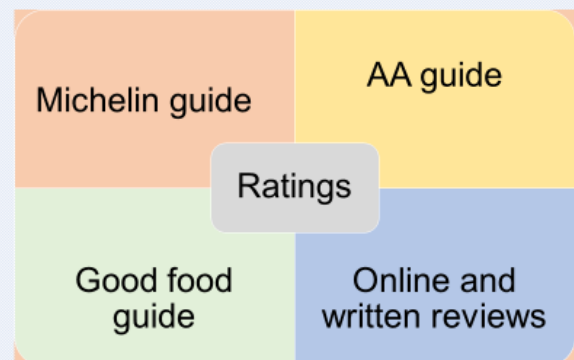 Michelin guide
AA guide
Ratings
Good food
guide
Online and
written reviews